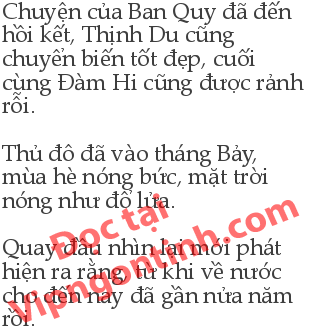 Chuyện của Ban Quy đã đến
hồi kết, Thịnh Du cũng
chuyển biến tốt đẹp, cuối
cùng Đàm Hi cũng được rảnh
rỗi.
Thủ đô đã vào tháng Bảy,
mùa hè nóng bức, mặt trời
nóng như đổ lửa.
Quay đầu nhìn lại mới phát
hiện ra rằng, từ khi về nước
cho đến nay đã gần nửa năm
rồi.
Đọc tại
Vipngontinh.com